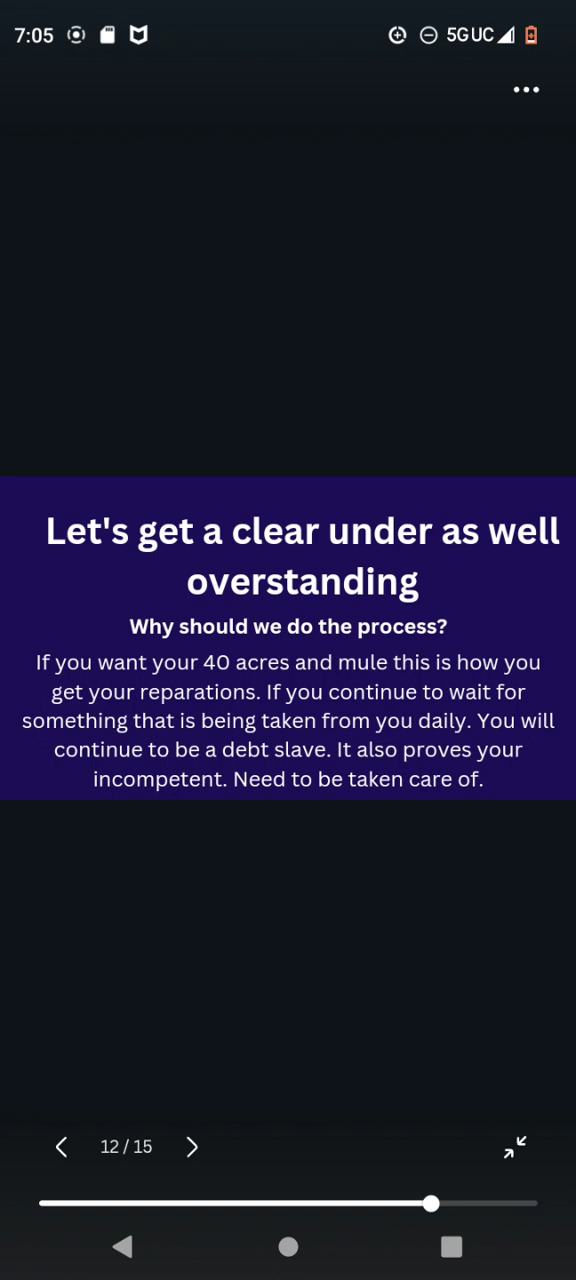 7:05
5G UC
Let's get a clear under as well
overstanding
Why should we do the process?
If you want your 40 acres and mule this is how you
get your reparations. If you continue to wait for
something that is being taken from you daily. You will
continue to be a debt slave. It also proves your
incompetent. Need to be taken care of.
12 / 15